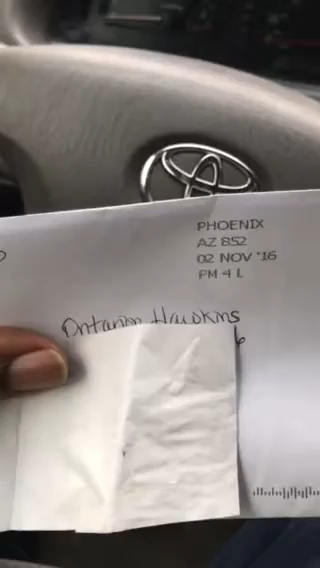 PHOENIX
AZ 852
02 NOV '16
PM 4 L
Hawkins